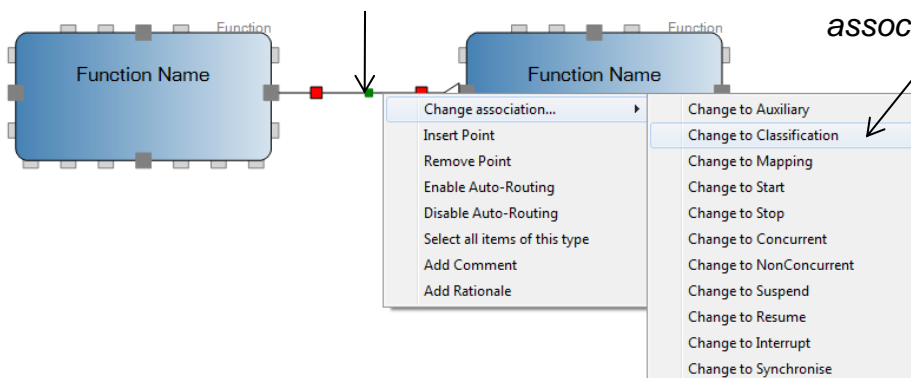 Function
Function
assoc
Function Name
Function Name
Change association...
Insert Point
Remove Point
Enable Auto-Routing
Disable Auto-Routing
Select all items of this type
Add Comment
Add Rationale
Change to Auxiliary
Change to Classification
Change to Mapping
Change to Start
Change to Stop
Change to Concurrent
Change to NonConcurrent
Change to Suspend
Change to Resume
Change to Interrupt
Change to Synchronise